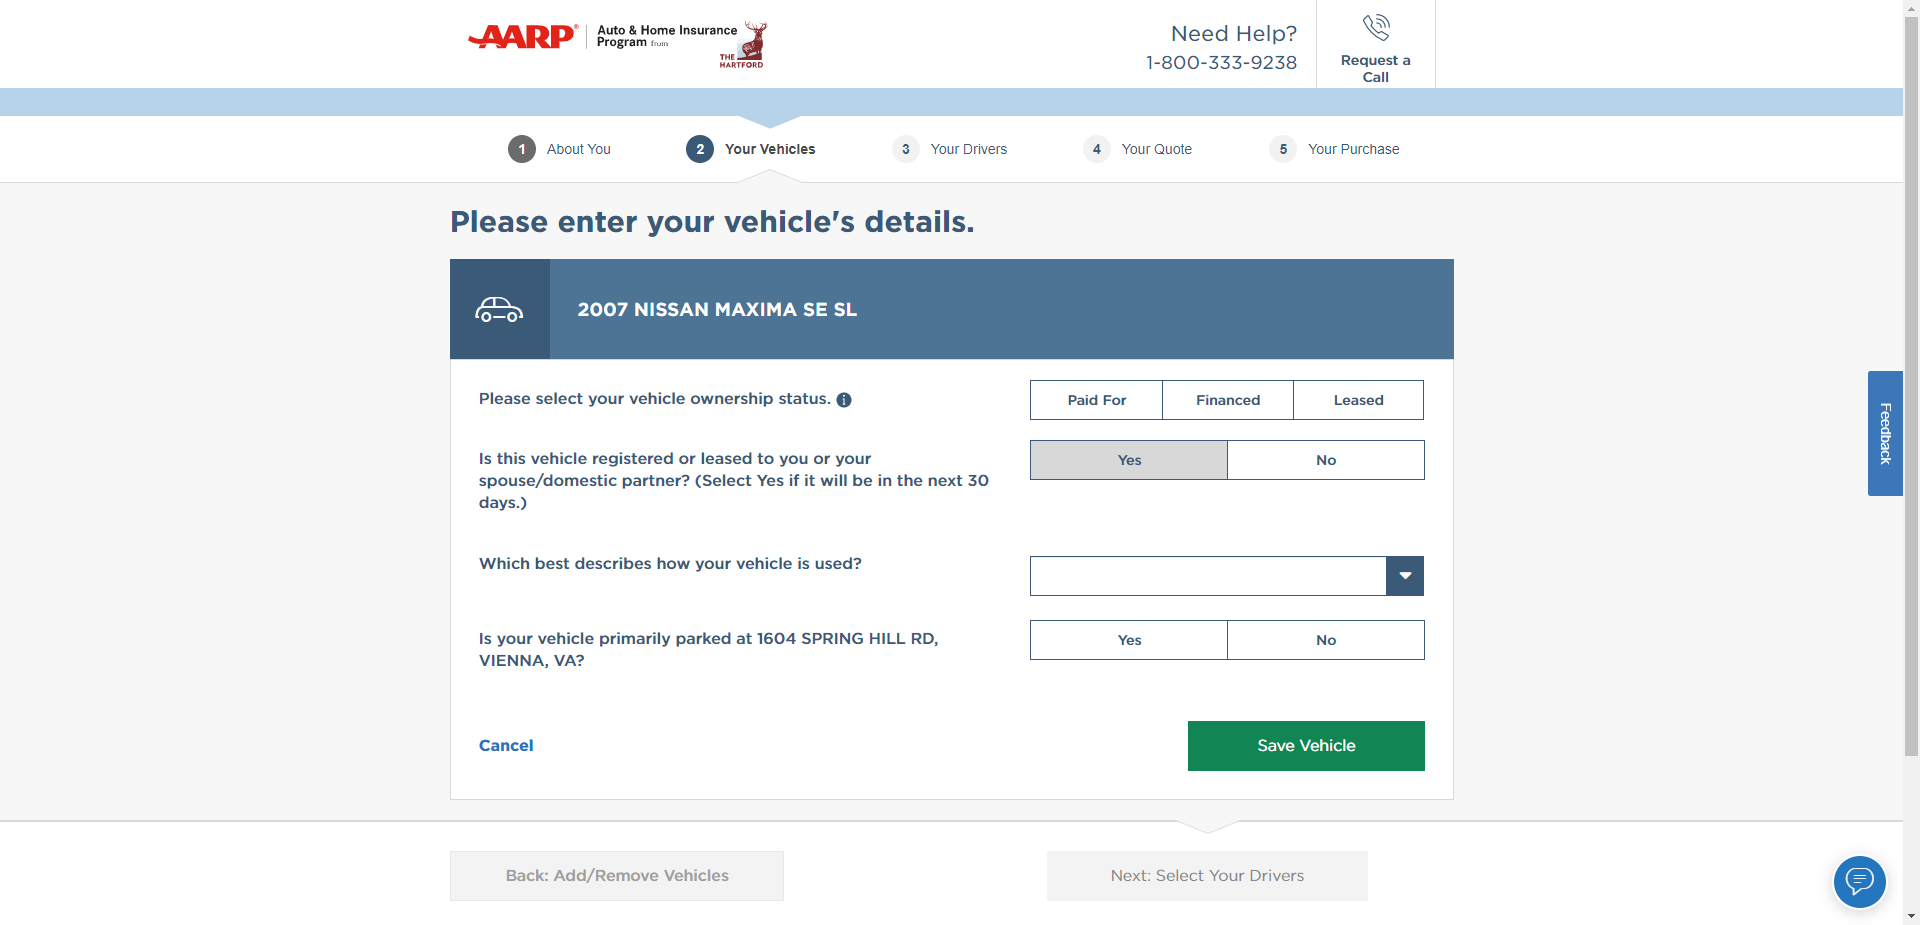 AARP® Auto & Home Insurance
Program from
THE
HARTFORD
Need Help?
1-800-333-9238
Request a
Call
1 About You
2 Your Vehicles
3 Your Drivers
4 Your Quote
5 Your Purchase
Please enter your vehicle's details.
2007 NISSAN MAXIMA SE SL
Please select your vehicle ownership status. i
Paid For Financed Leased
Is this vehicle registered or leased to you or your
spouse/domestic partner? (Select Yes if it will be in the next 30
days.)
Yes No
Which best describes how your vehicle is used?
Is your vehicle primarily parked at 1604 SPRING HILL RD,
VIENNA, VA?
Yes No
Cancel
Save Vehicle
Back: Add/Remove Vehicles
Next: Select Your Drivers
Feedback